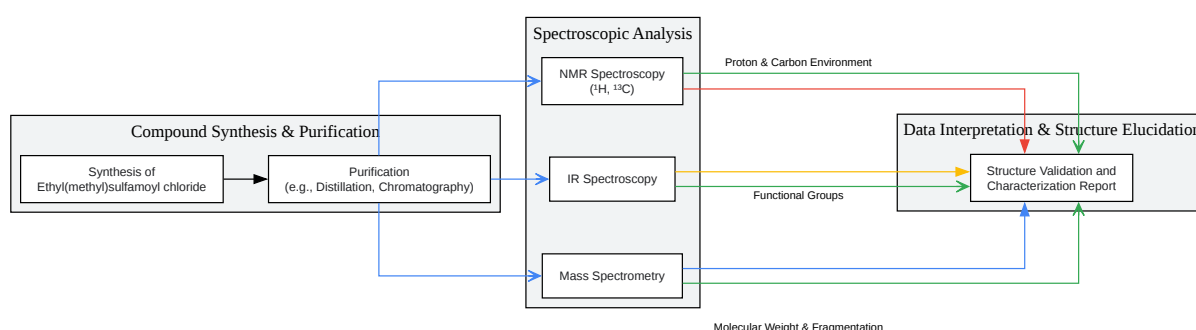 Compound Synthesis & Purification
Synthesis of
Ethyl(methyl)sulfamoyl chloride
Purification
(e.g., Distillation, Chromatography)
Spectroscopic Analysis
NMR Spectroscopy
(¹H, ¹³C)
IR Spectroscopy
Mass Spectrometry
Proton & Carbon Environment
Functional Groups
Molecular Weight & Fragmentation
Data Interpretation & Structure Elucidation
Structure Validation and
Characterization Report